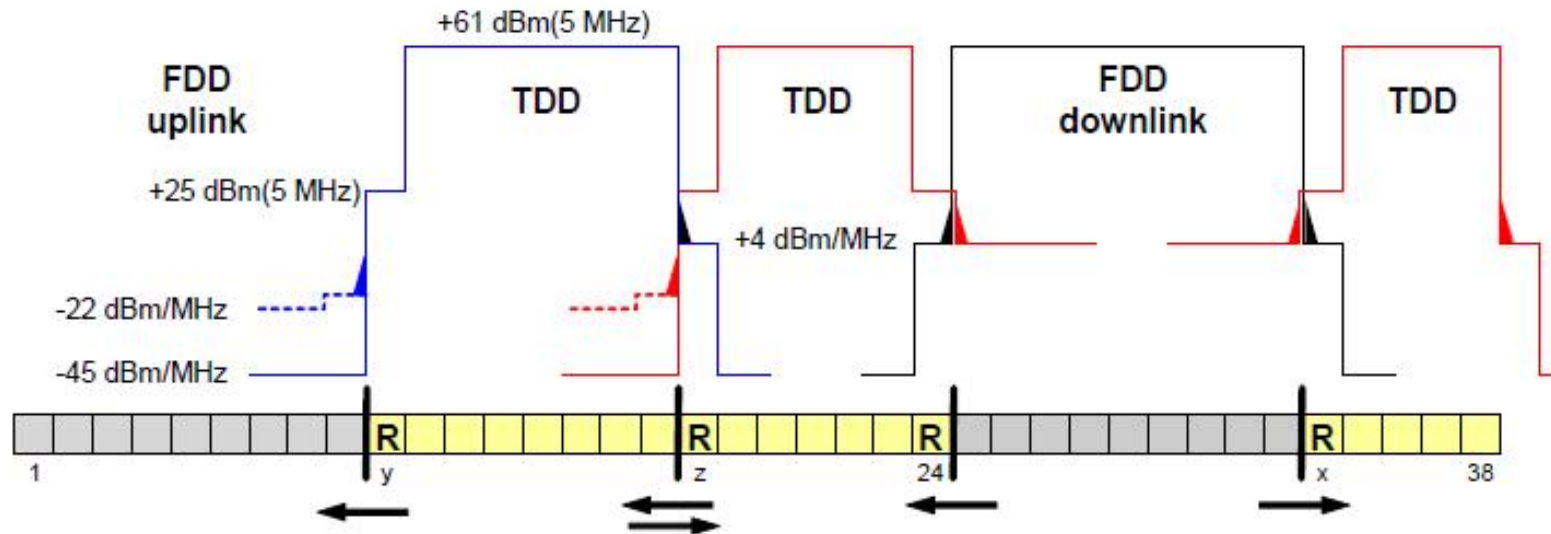 +61 dBm(5 MHz)
FDD
uplink
TDD
TDD
FDD
downlink
TDD
+25 dBm(5 MHz)
+4 dBm/MHz
-22 dBm/MHz
-45 dBm/MHz
R R R R
1 y z 24 x 38